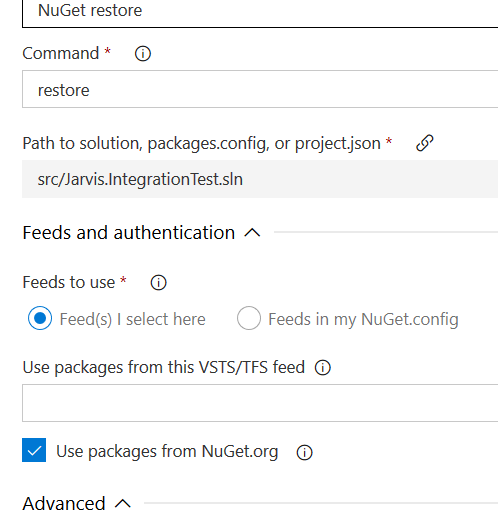 NuGet restore
Command *
restore
Path to solution, packages.config, or project.json *
src/Jarvis.IntegrationTest.sln
Feeds and authentication
Feeds to use *
Feed(s) I select here Feeds in my NuGet.config
Use packages from this VSTS/TFS feed
Use packages from NuGet.org
Advanced